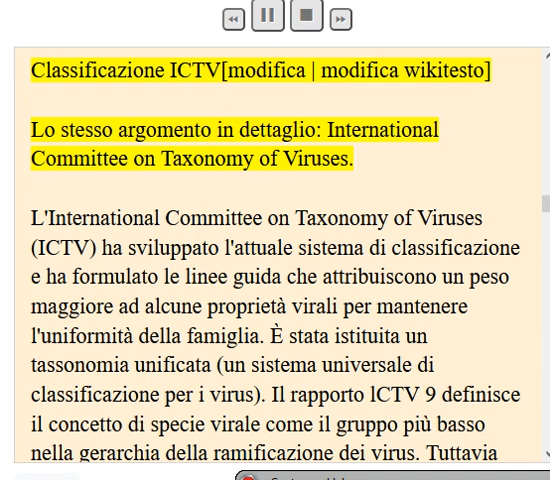 Classificazione ICTV[modifica | modifica wikitesto]
Lo stesso argomento in dettaglio: International
Committee on Taxonomy of Viruses.
L'International Committee on Taxonomy of Viruses
(ICTV) ha sviluppato l'attuale sistema di classificazione
e ha formulato le linee guida che attribuiscono un peso
maggiore ad alcune proprietà virali per mantenere
l'uniformità della famiglia. È stata istituita un
tassonomia unificata (un sistema universale di
classificazione per i virus). Il rapporto lCTV 9 definisce
il concetto di specie virale come il gruppo più basso
nella gerarchia della ramificazione dei virus. Tuttavia